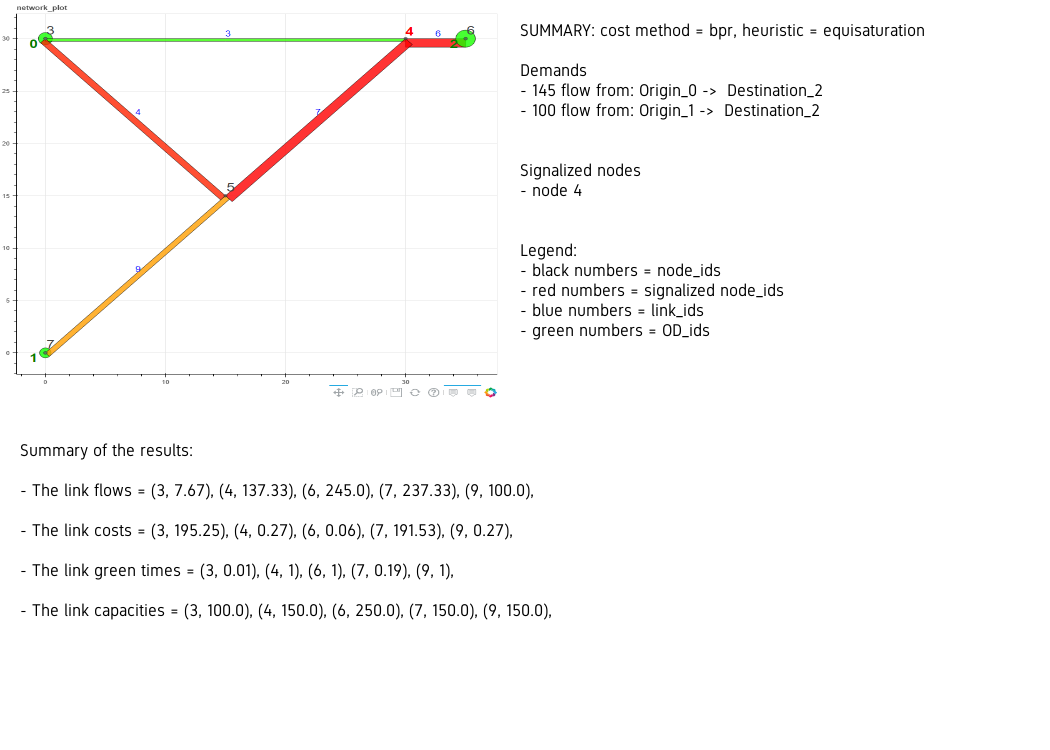 network_plot
SUMMARY: cost method = bpr, heuristic = equisaturation
Demands
- 145 flow from: Origin_0 -> Destination_2
- 100 flow from: Origin_1 -> Destination_2
Signalized nodes
- node 4
Legend:
- black numbers = node_ids
- red numbers = signalized node_ids
- blue numbers = link_ids
- green numbers = OD_ids
30
25
20
15
10
5
0
0
10
20
30
3
0
3
4
6
6
2
4
7
5
9
7
1
Summary of the results:
- The link flows = (3, 7.67), (4, 137.33), (6, 245.0), (7, 237.33), (9, 100.0),
- The link costs = (3, 195.25), (4, 0.27), (6, 0.06), (7, 191.53), (9, 0.27),
- The link green times = (3, 0.01), (4, 1), (6, 1), (7, 0.19), (9, 1),
- The link capacities = (3, 100.0), (4, 150.0), (6, 250.0), (7, 150.0), (9, 150.0),